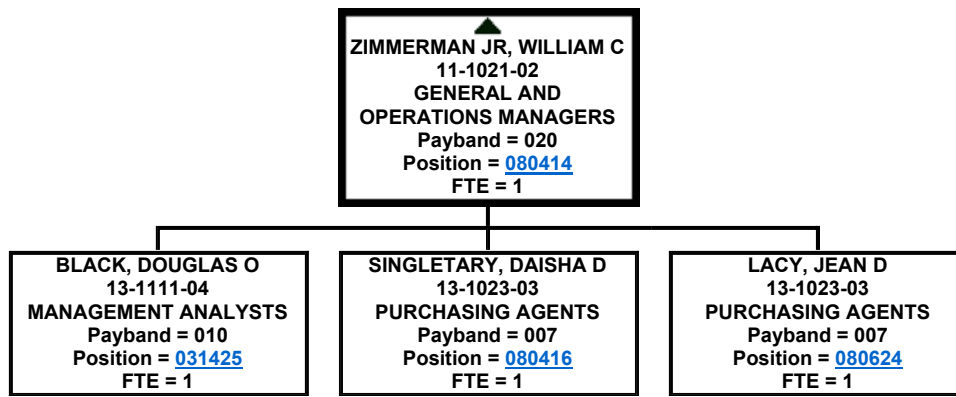 ZIMMERMAN JR, WILLIAM C
11-1021-02
GENERAL AND
OPERATIONS MANAGERS
Payband = 020
Position = 080414
FTE = 1
BLACK, DOUGLAS O
13-1111-04
MANAGEMENT ANALYSTS
Payband = 010
Position = 031425
FTE = 1
SINGLETARY, DAISHA D
13-1023-03
PURCHASING AGENTS
Payband = 007
Position = 080416
FTE = 1
LACY, JEAN D
13-1023-03
PURCHASING AGENTS
Payband = 007
Position = 080624
FTE = 1